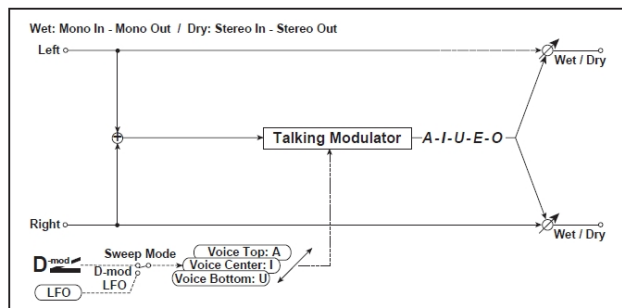 Wet: Mono In - Mono Out / Dry: Stereo In - Stereo Out
Left
Wet / Dry
Talking Modulator
A-I-U-E-O
Right
Wet / Dry
D-mod
Sweep Mode
D-mod
LFO
LFO
Voice Top: A
Voice Center: I
Voice Bottom: U